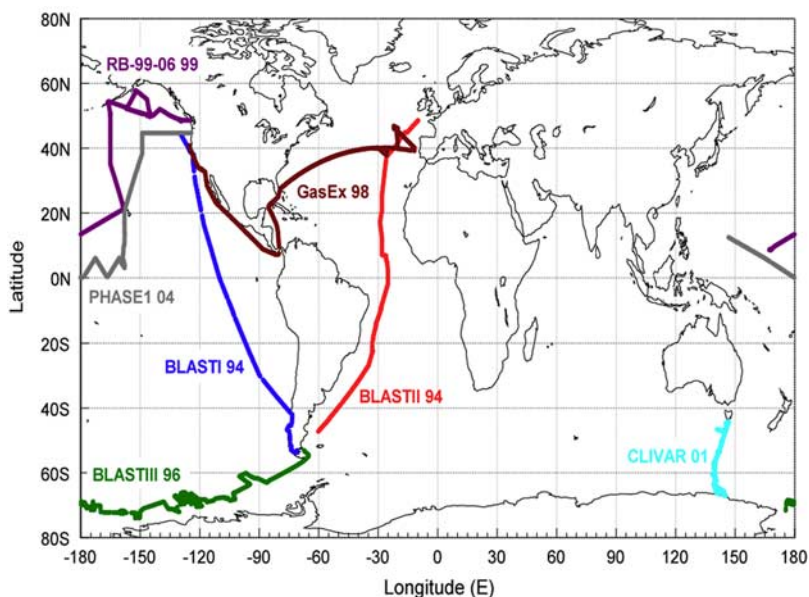 80N
RB-99-06 99
60N
40N
GasEx 98
20N
Latitude
0N
PHASE1 04
20S
BLASTI 94
BLASTII 94
40S
CLIVAR 01
BLASTIII 96
60S
80S
-180 -150 -120 -90 -60 -30 0 30 60 90 120 150 180
Longitude (E)